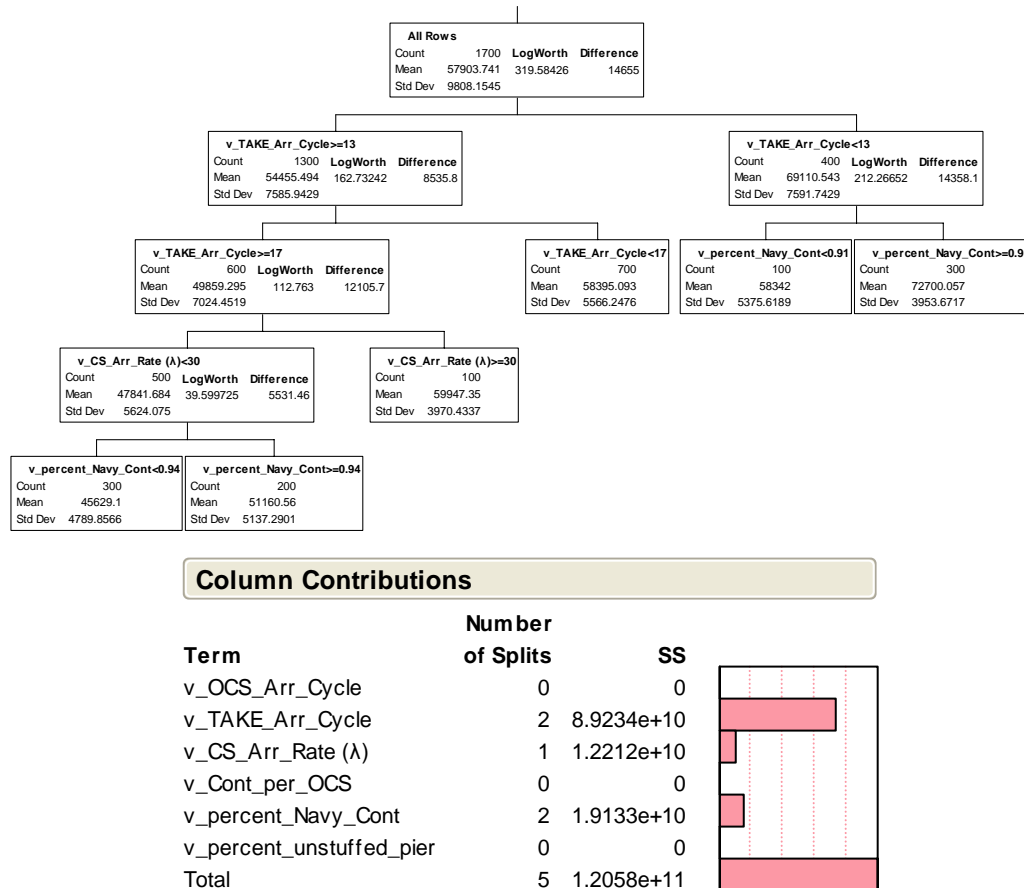 All Rows
Count 1700 LogWorth Difference
Mean 57903.741 319.58426 14655
Std Dev 9808.1545
v_TAKE_Arr_Cycle>=13
Count 1300 LogWorth Difference
Mean 54455.494 162.73242 8535.8
Std Dev 7585.9429
v_TAKE_Arr_Cycle<13
Count 400 LogWorth Difference
Mean 69110.543 212.26652 14358.1
Std Dev 7591.7429
v_TAKE_Arr_Cycle>=17
Count 600 LogWorth Difference
Mean 49859.295 112.763 12105.7
Std Dev 7024.4519
v_TAKE_Arr_Cycle<17
Count 700
Mean 58395.093
Std Dev 5566.2476
v_percent_Navy_Cont<0.91
Count 100
Mean 58342
Std Dev 5375.6189
v_percent_Navy_Cont>=0.9
Count 300
Mean 72700.057
Std Dev 3953.6717
v_CS_Arr_Rate (λ)<30
Count 500 LogWorth Difference
Mean 47841.684 39.599725 5531.46
Std Dev 5624.075
v_CS_Arr_Rate (λ)>=30
Count 100
Mean 59947.35
Std Dev 3970.4337
v_percent_Navy_Cont<0.94
Count 300
Mean 45629.1
Std Dev 4789.8566
v_percent_Navy_Cont>=0.94
Count 200
Mean 51160.56
Std Dev 5137.2901
Column Contributions
Number
Term of Splits SS
v_OCS_Arr_Cycle 0 0
v_TAKE_Arr_Cycle 2 8.9234e+10
v_CS_Arr_Rate (λ) 1 1.2212e+10
v_Cont_per_OCS 0 0
v_percent_Navy_Cont 2 1.9133e+10
v_percent_unstuffed_pier 0 0
Total 5 1.2058e+11